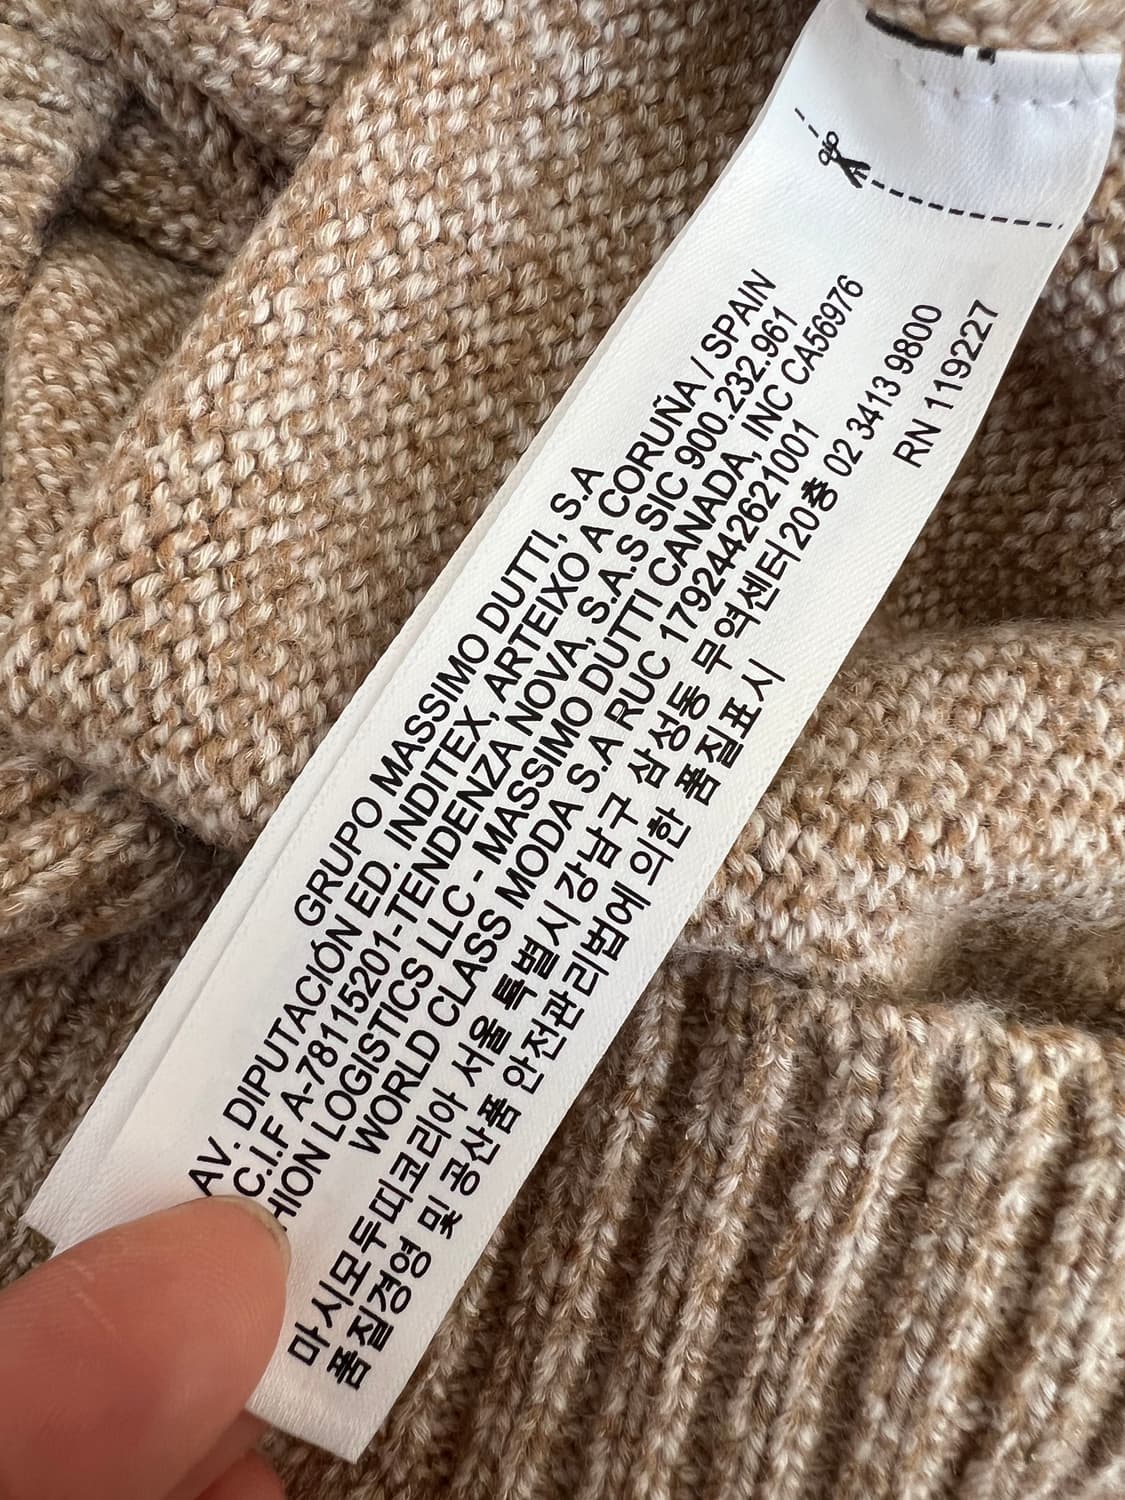 GRUPO MASSIMO DUTTI, S.A
AV. DIPUTACIÓN ED. INDITEX, ARTEIXO A CORUÑA / SPAIN
C.I.F A-78115201-TENDENZA NOVA, S.A.S SIC 900.232.961
HION LOGISTICS LLC - MASSIMO DUTTI CANADA, INC CA56976
WORLD CLASS MODA S.A RUC 1792442621001
마시모두띠코리아 서울 특별시 강남구 삼성동 무역센터20층 02 3413 9800
품질경영 및 공산품 안전관리법에 의한 품질표시
RN 119227